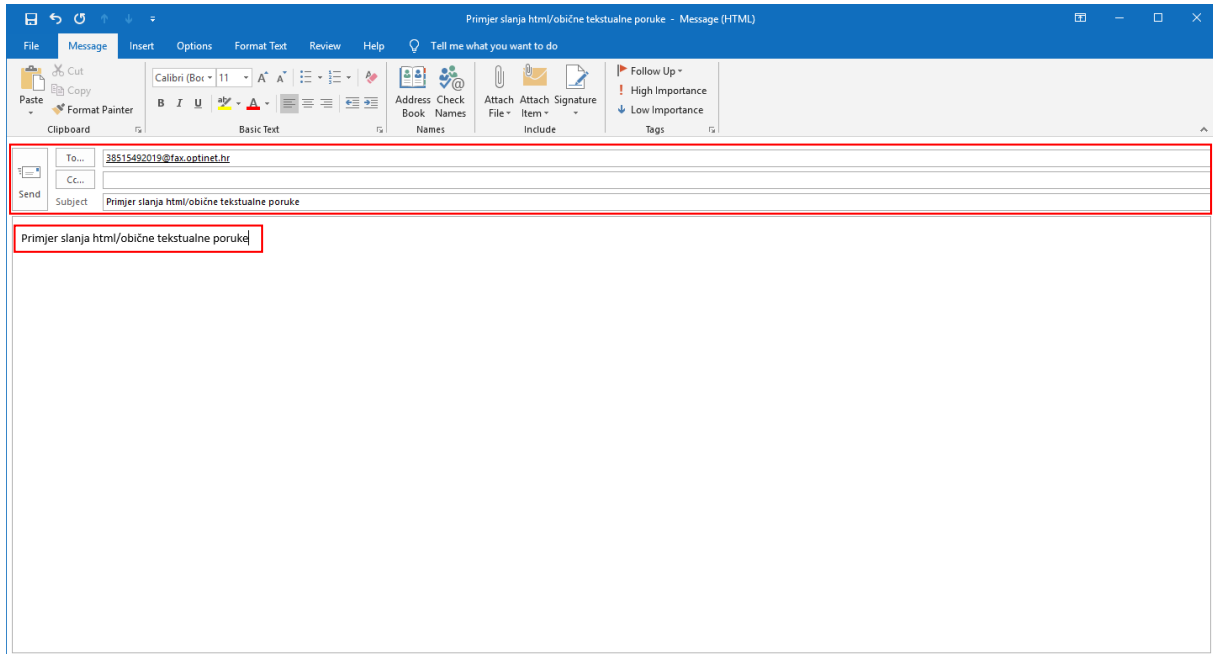 Primjer slanja html/obične tekstualne poruke - Message (HTML)
File Message Insert Options Format Text Review Help Tell me what you want to do
Paste
Cut
Copy
Format Painter
Clipboard
Calibri (Boc 11
B I U
Basic Text
Address Book
Check Names
Names
Attach File
Attach Item
Signature
Include
Follow Up
High Importance
Low Importance
Tags
Send
To... 38515492019@fax.optinet.hr
Cc...
Subject Primjer slanja html/obične tekstualne poruke
Primjer slanja html/obične tekstualne poruke